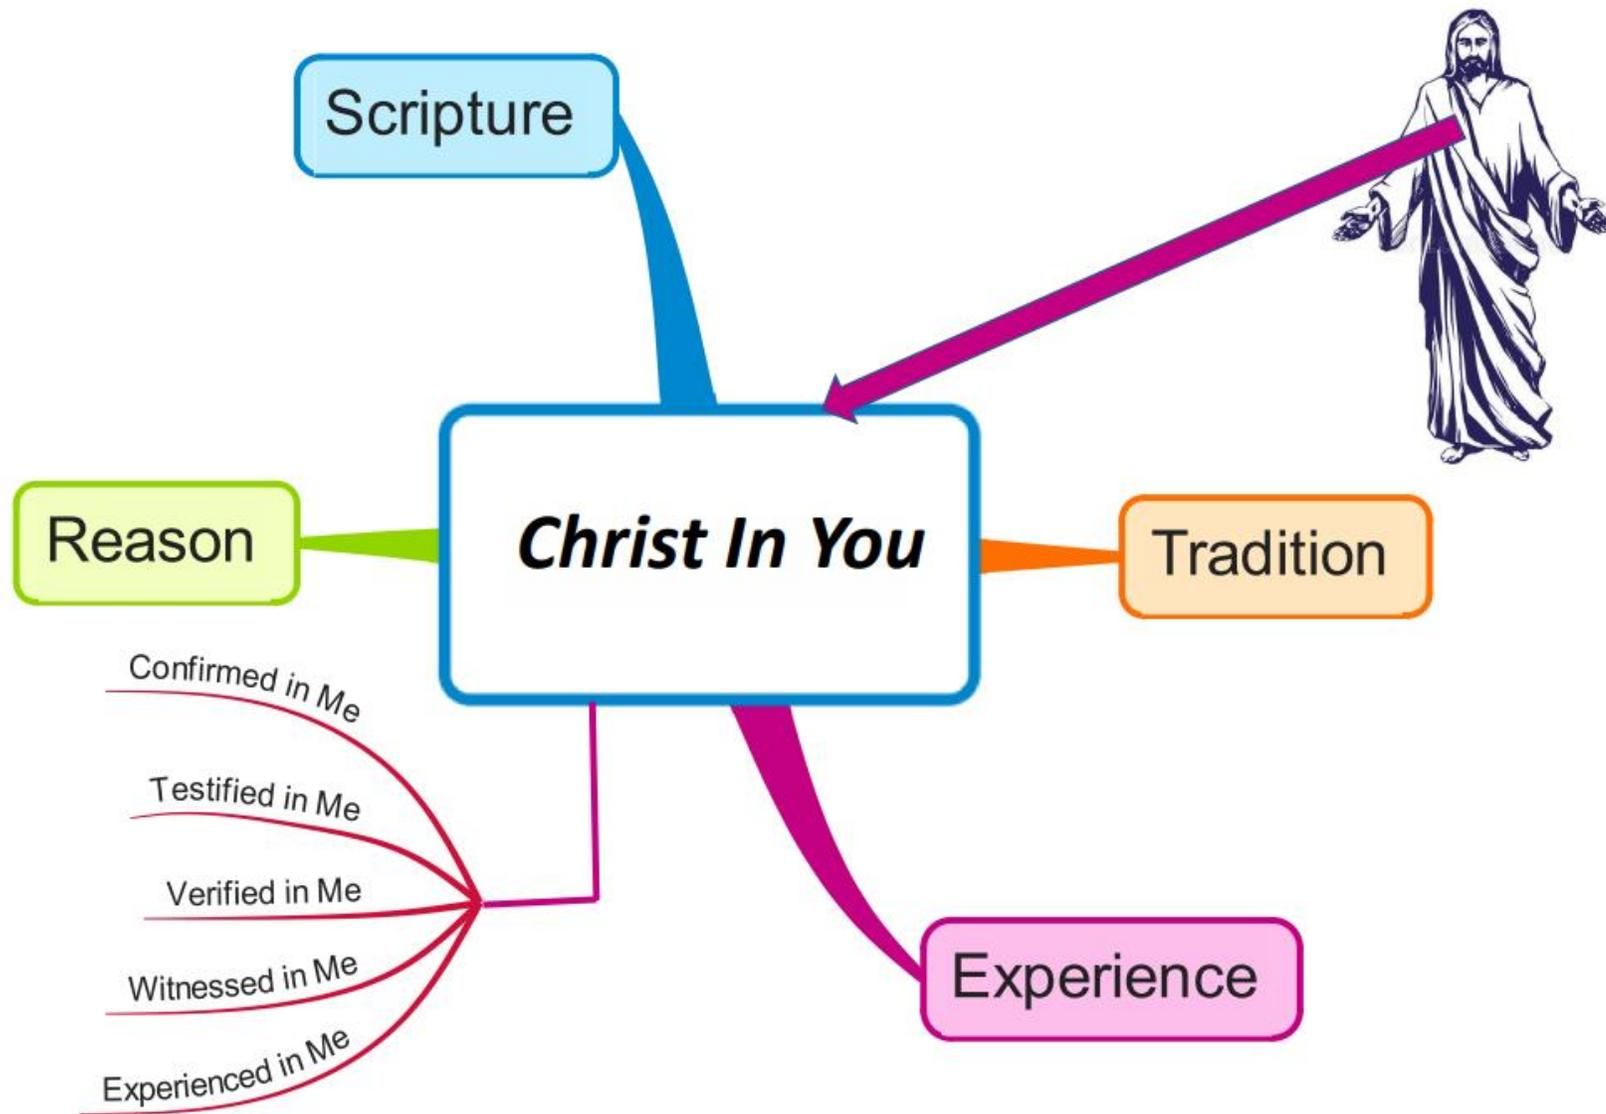 Scripture
Christ In You
Reason
Tradition
Confirmed in Me
Testified in Me
Verified in Me
Witnessed in Me
Experienced in Me
Experience